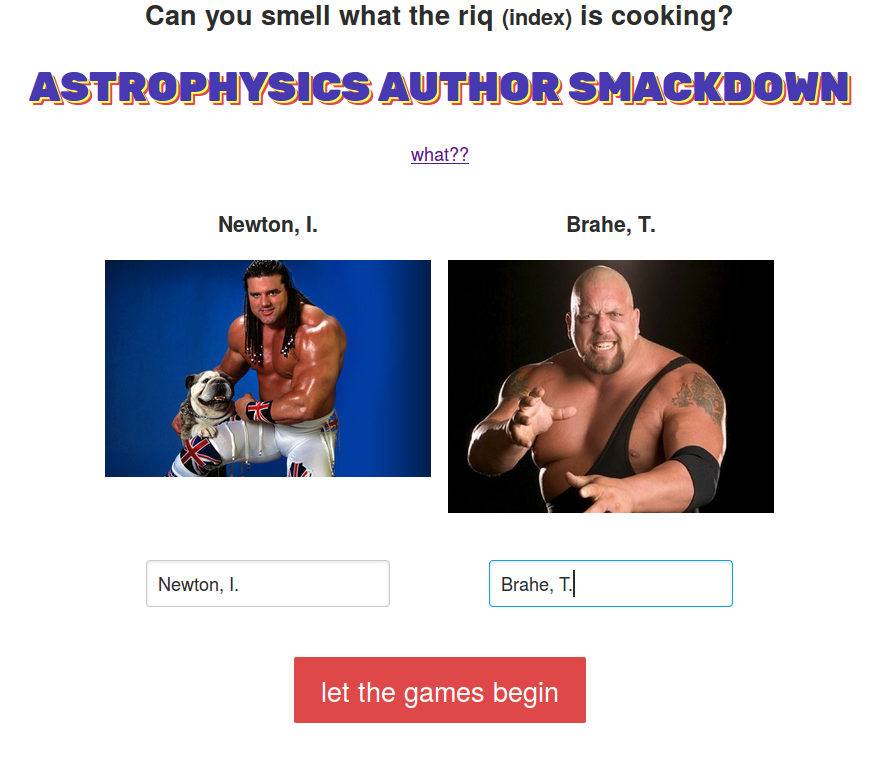 Can you smell what the riq (index) is cooking?
ASTROPHYSICS AUTHOR SMACKDOWN
what??
Newton, I.
Brahe, T.
Newton, I.
Brahe, T.
let the games begin